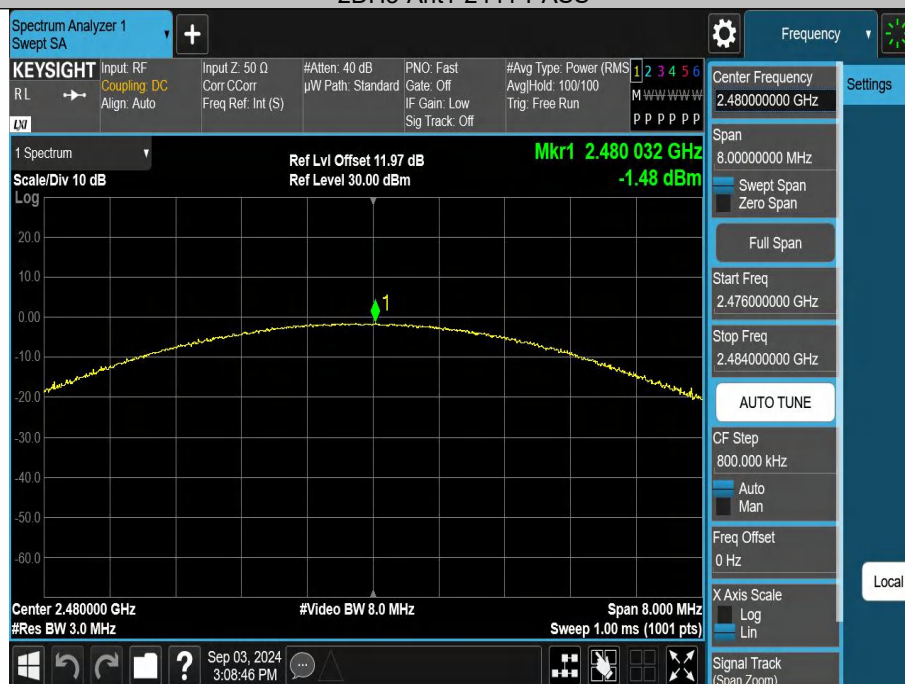 Spectrum Analyzer 1
Swept SA
+
Frequency
KEYSIGHT
RL
LXI
Input: RF
Coupling: DC
Align: Auto
Input Z: 50 Ω
Corr CCorr
Freq Ref: Int (S)
#Atten: 40 dB
µW Path: Standard
PNO: Fast
Gate: Off
IF Gain: Low
Sig Track: Off
#Avg Type: Power (RMS
Avg|Hold: 100/100
Trig: Free Run
1 2 3 4 5 6
M W W W W W
P P P P P P
1 Spectrum
Scale/Div 10 dB
Log
Ref Lvl Offset 11.97 dB
Ref Level 30.00 dBm
Mkr1 2.480 032 GHz
-1.48 dBm
20.0
10.0
0.00
-10.0
-20.0
-30.0
-40.0
-50.0
-60.0
1
Center 2.480000 GHz
#Res BW 3.0 MHz
#Video BW 8.0 MHz
Span 8.000 MHz
Sweep 1.00 ms (1001 pts)
?
Sep 03, 2024
3:08:46 PM
Center Frequency
2.480000000 GHz
Span
8.00000000 MHz
Swept Span
Zero Span
Full Span
Start Freq
2.476000000 GHz
Stop Freq
2.484000000 GHz
AUTO TUNE
CF Step
800.000 kHz
Auto
Man
Freq Offset
0 Hz
X Axis Scale
Log
Lin
Signal Track
(Span Zoom)
Settings
Local